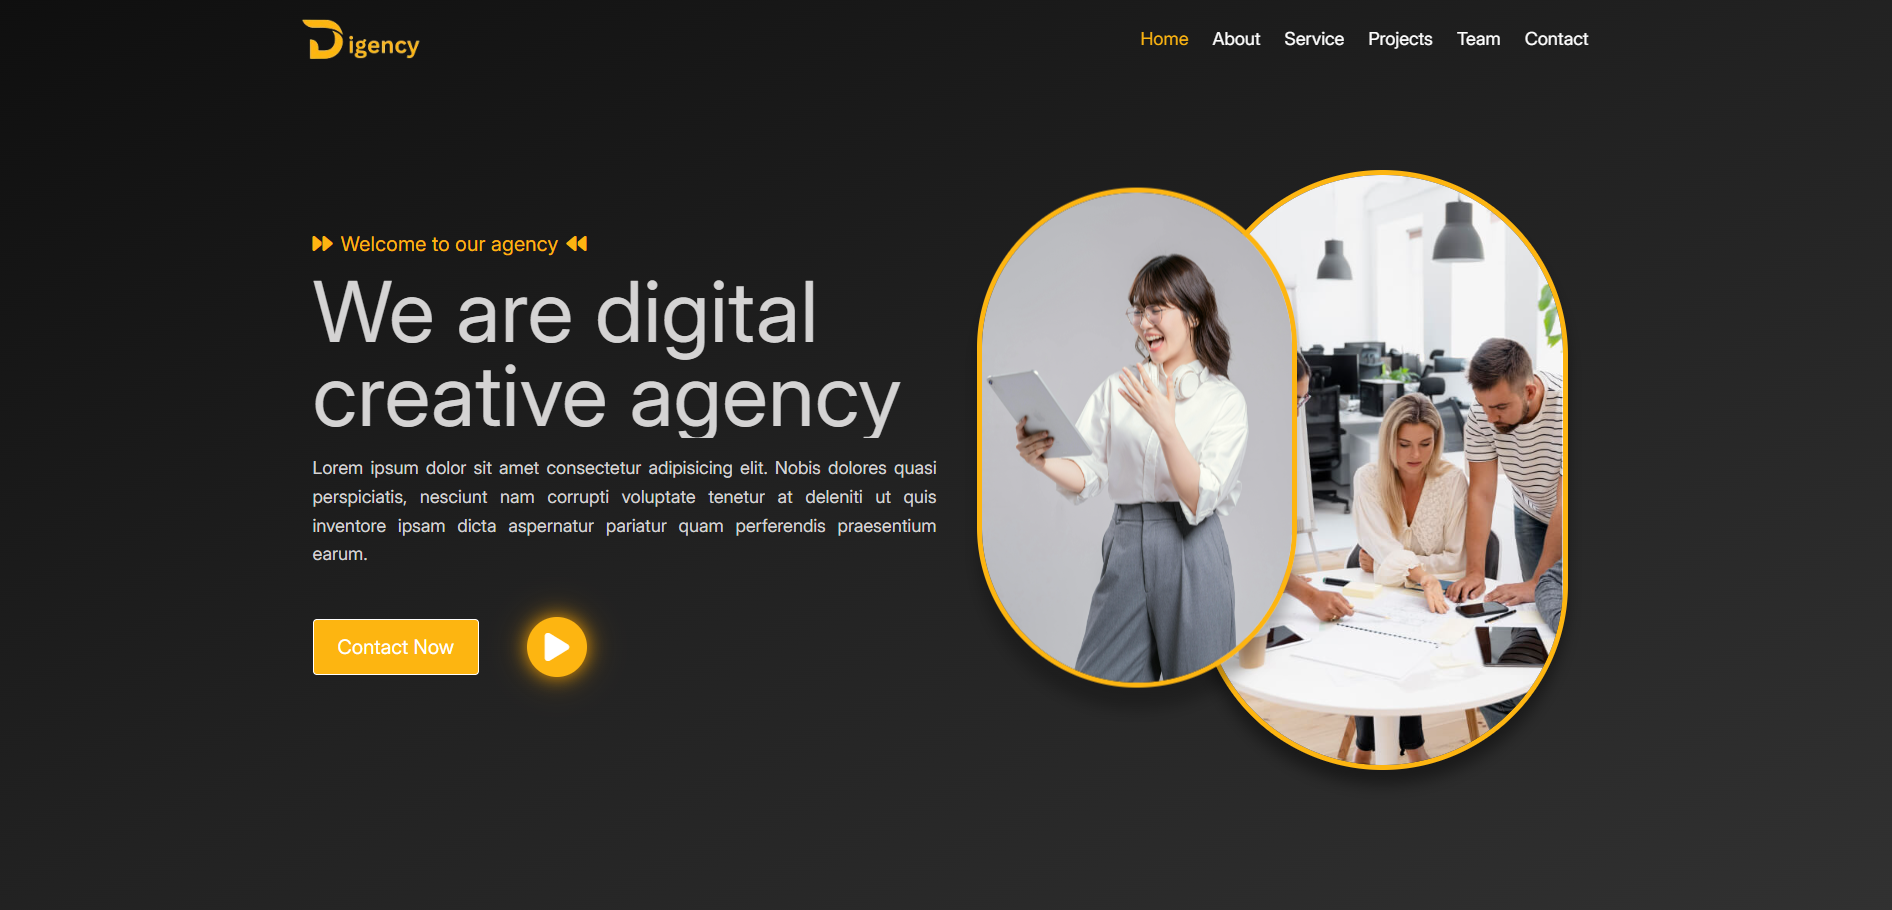 Digency
Home About Service Projects Team Contact
Welcome to our agency
We are digital
creative agency
Lorem ipsum dolor sit amet consectetur adipisicing elit. Nobis dolores quasi
perspiciatis, nesciunt nam corrupti voluptate tenetur at deleniti ut quis
inventore ipsam dicta aspernatur pariatur quam perferendis praesentium
earum.
Contact Now